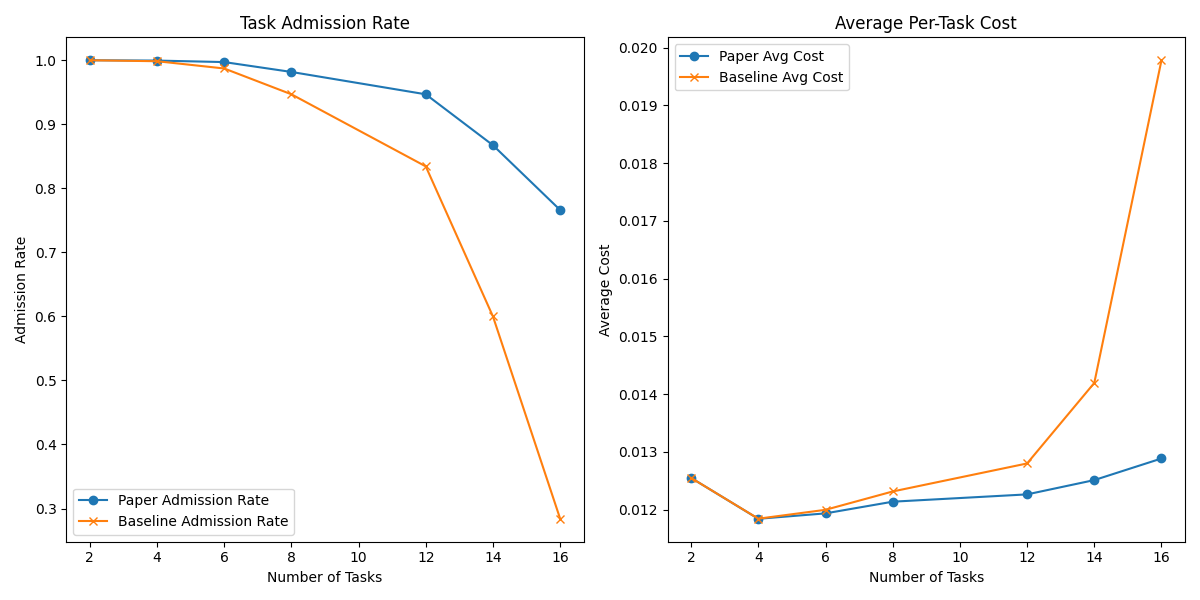 Task Admission Rate
1.0
0.9
0.8
0.7
0.6
0.5
0.4
0.3
Admission Rate
Paper Admission Rate
Baseline Admission Rate
2 4 6 8 10 12 14 16
Number of Tasks
Average Per-Task Cost
0.020
0.019
0.018
0.017
0.016
0.015
0.014
0.013
0.012
Average Cost
Paper Avg Cost
Baseline Avg Cost
2 4 6 8 10 12 14 16
Number of Tasks